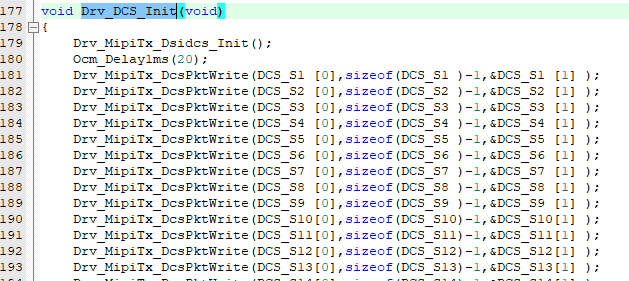 177 void Drv_DCS_Init(void)
178 {
179 Drv_MipiTx_Dsidcs_Init();
180 Ocm_Delay1ms(20);
181 Drv_MipiTx_DcsPktWrite(DCS_S1 [0],sizeof(DCS_S1 )-1,&DCS_S1 [1] );
182 Drv_MipiTx_DcsPktWrite(DCS_S2 [0],sizeof(DCS_S2 )-1,&DCS_S2 [1] );
183 Drv_MipiTx_DcsPktWrite(DCS_S3 [0],sizeof(DCS_S3 )-1,&DCS_S3 [1] );
184 Drv_MipiTx_DcsPktWrite(DCS_S4 [0],sizeof(DCS_S4 )-1,&DCS_S4 [1] );
185 Drv_MipiTx_DcsPktWrite(DCS_S5 [0],sizeof(DCS_S5 )-1,&DCS_S5 [1] );
186 Drv_MipiTx_DcsPktWrite(DCS_S6 [0],sizeof(DCS_S6 )-1,&DCS_S6 [1] );
187 Drv_MipiTx_DcsPktWrite(DCS_S7 [0],sizeof(DCS_S7 )-1,&DCS_S7 [1] );
188 Drv_MipiTx_DcsPktWrite(DCS_S8 [0],sizeof(DCS_S8 )-1,&DCS_S8 [1] );
189 Drv_MipiTx_DcsPktWrite(DCS_S9 [0],sizeof(DCS_S9 )-1,&DCS_S9 [1] );
190 Drv_MipiTx_DcsPktWrite(DCS_S10[0],sizeof(DCS_S10)-1,&DCS_S10[1] );
191 Drv_MipiTx_DcsPktWrite(DCS_S11[0],sizeof(DCS_S11)-1,&DCS_S11[1] );
192 Drv_MipiTx_DcsPktWrite(DCS_S12[0],sizeof(DCS_S12)-1,&DCS_S12[1] );
193 Drv_MipiTx_DcsPktWrite(DCS_S13[0],sizeof(DCS_S13)-1,&DCS_S13[1] );